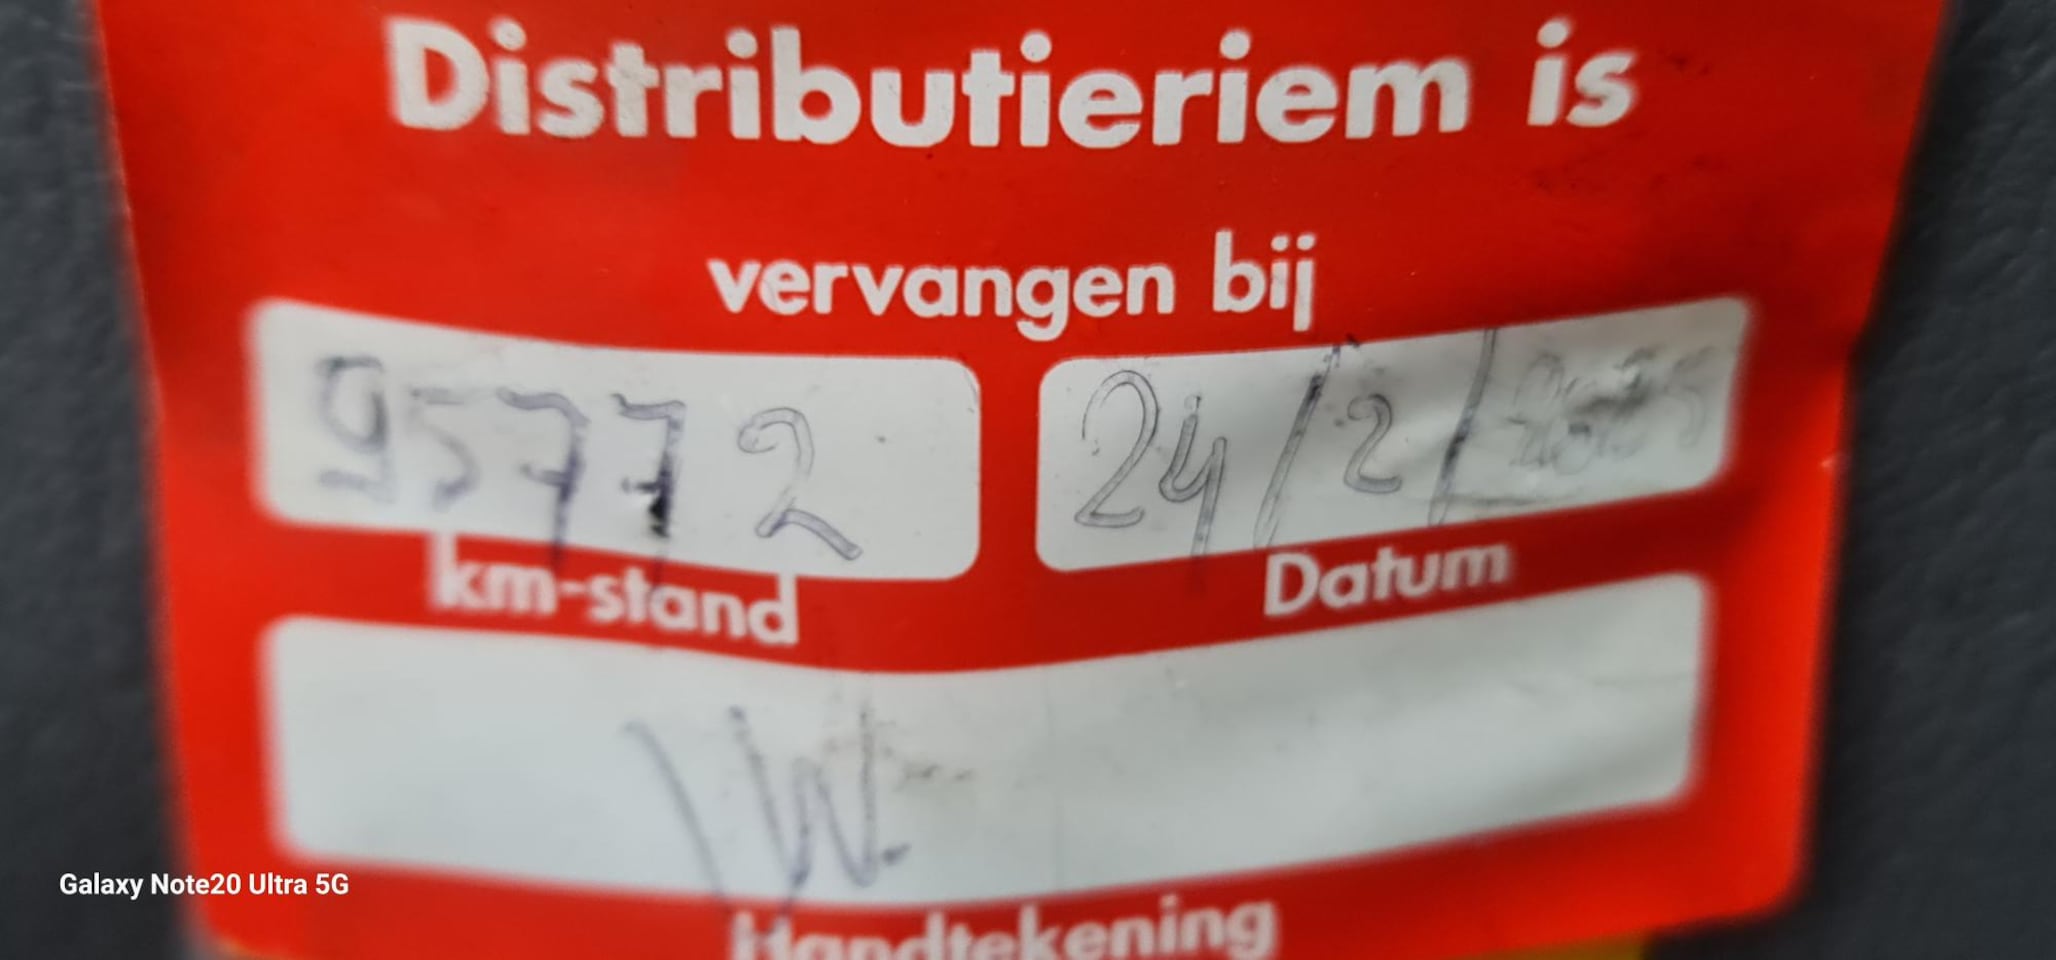 Distributieriem is
vervangen bij
95772 24/2/
km-stand Datum
W.
Handtekening
Galaxy Note20 Ultra 5G